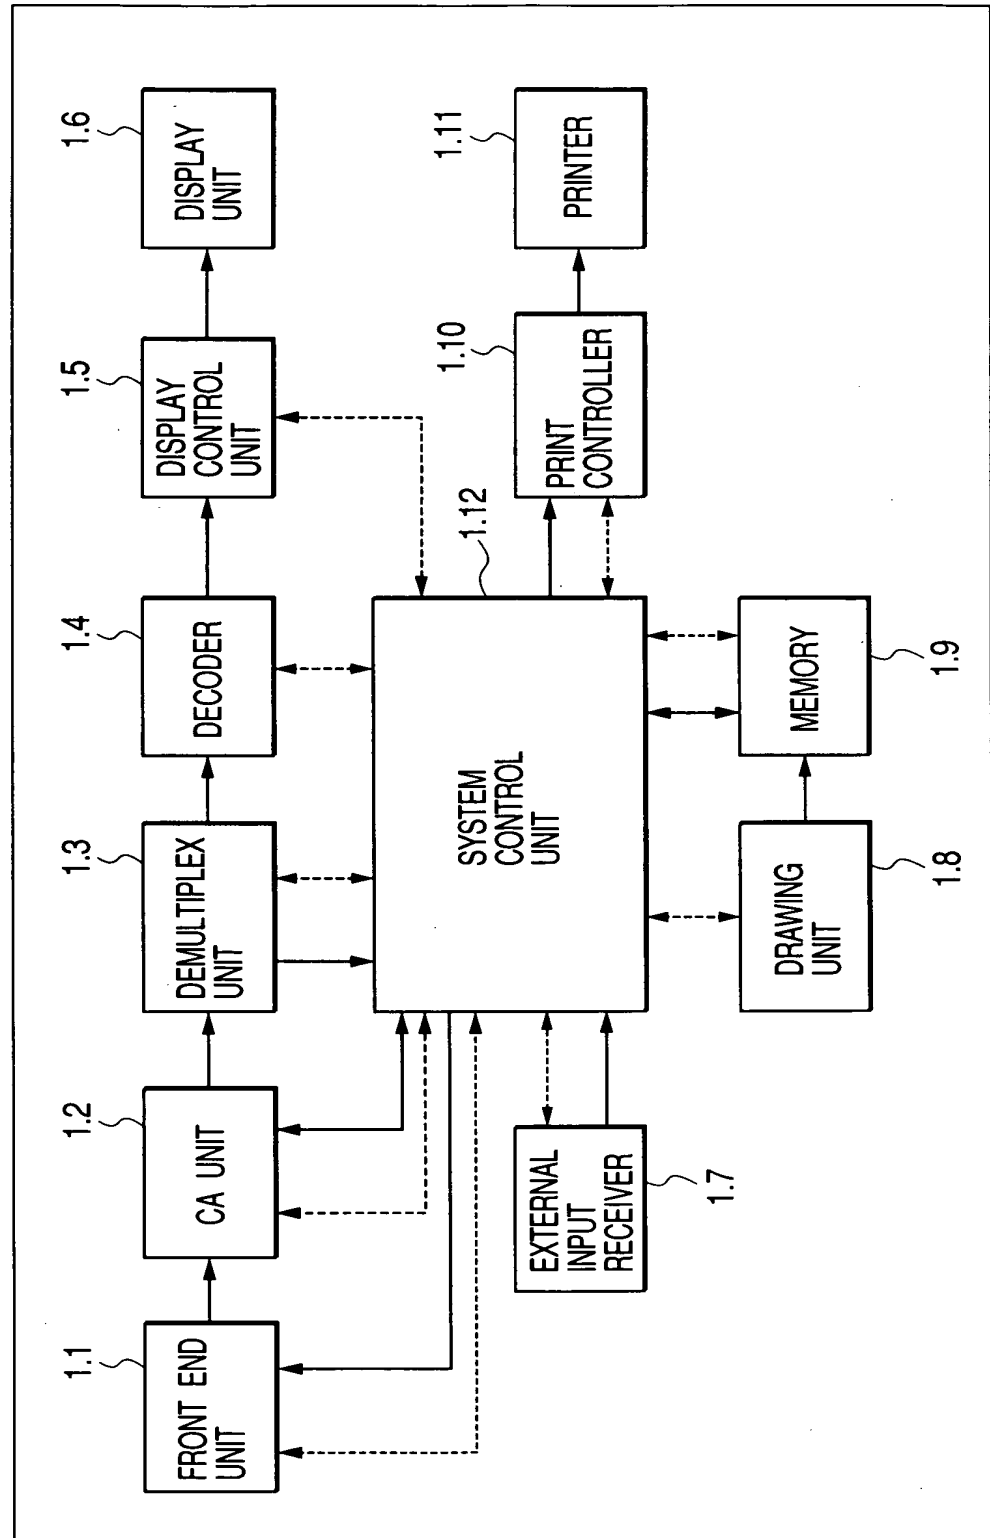 1.1
FRONT END
UNIT
1.2
CA UNIT
1.3
DEMULTIPLEX
UNIT
1.4
DECODER
1.5
DISPLAY
CONTROL
UNIT
1.6
DISPLAY
UNIT
1.12
SYSTEM
CONTROL
UNIT
1.10
PRINT
CONTROLLER
1.11
PRINTER
EXTERNAL
INPUT
RECEIVER
1.7
DRAWING
UNIT
1.8
MEMORY
1.9